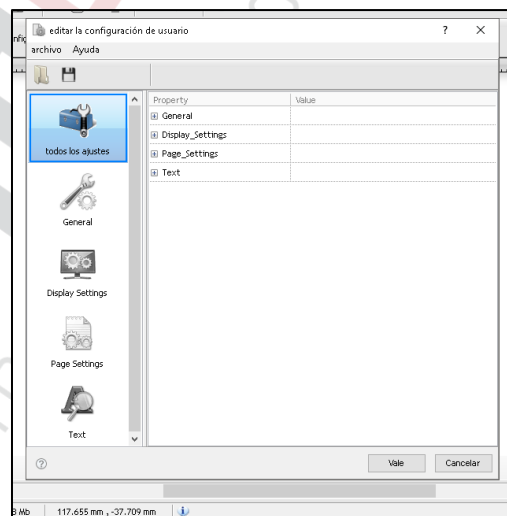 editar la configuración de usuario
archivo Ayuda
Property Value
General
Display_Settings
Page_Settings
Text
todos los ajustes
General
Display Settings
Page Settings
Text
Vale Cancelar
Mb 117.655 mm , -37.709 mm